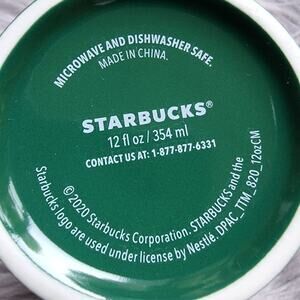 MICROWAVE AND DISHWASHER SAFE.
MADE IN CHINA.
STARBUCKS®
12 fl oz / 354 ml
CONTACT US AT: 1-877-877-6331
©2020 Starbucks Corporation. STARBUCKS and the
Starbucks logo are used under license by Nestlé. DPAC_TTM_820_12ozCM